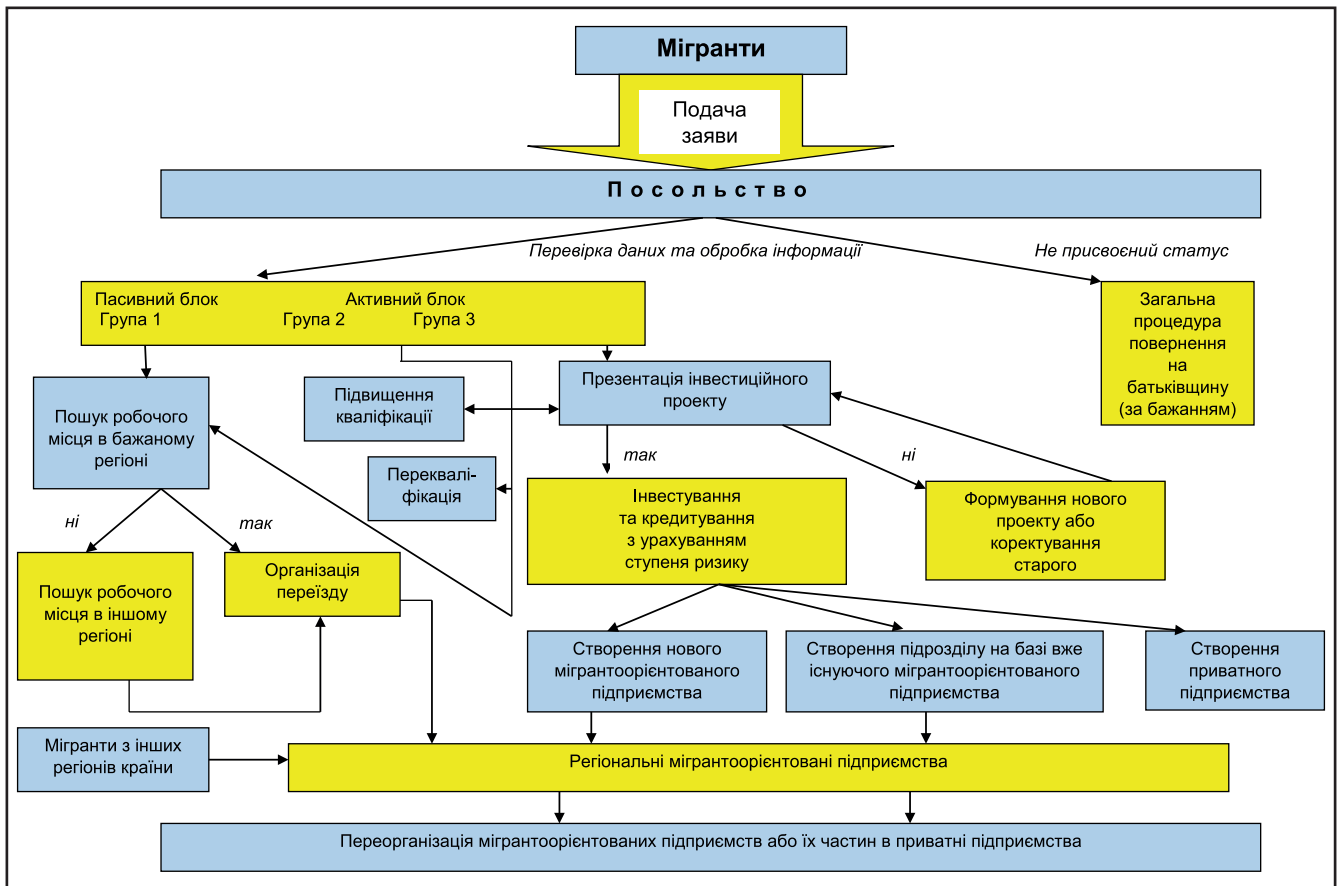 Мігранти
Подача
заяви
Посольство
Перевірка даних та обробка інформації
Не присвоєний статус
Пасивний блок Активний блок
Група 1 Група 2 Група 3
Загальна
процедура
повернення
на
батьківщину
(за бажанням)
Пошук робочого
місця в бажаному
регіоні
Підвищення
кваліфікації
Презентація інвестиційного
проекту
Переквалі-
фікація
так
ні
Інвестування
та кредитування
з урахуванням
ступеня ризику
Формування нового
проекту або
коректування
старого
ні
так
Пошук робочого
місця в іншому
регіоні
Організація
переїзду
Створення нового
мігрантоорієнтованого
підприємства
Створення підрозділу на базі вже
існуючого мігрантоорієнтованого
підприємства
Створення
приватного
підприємства
Мігранти з інших
регіонів країни
Регіональні мігрантоорієнтовані підприємства
Переорганізація мігрантоорієнтованих підприємств або їх частин в приватні підприємства